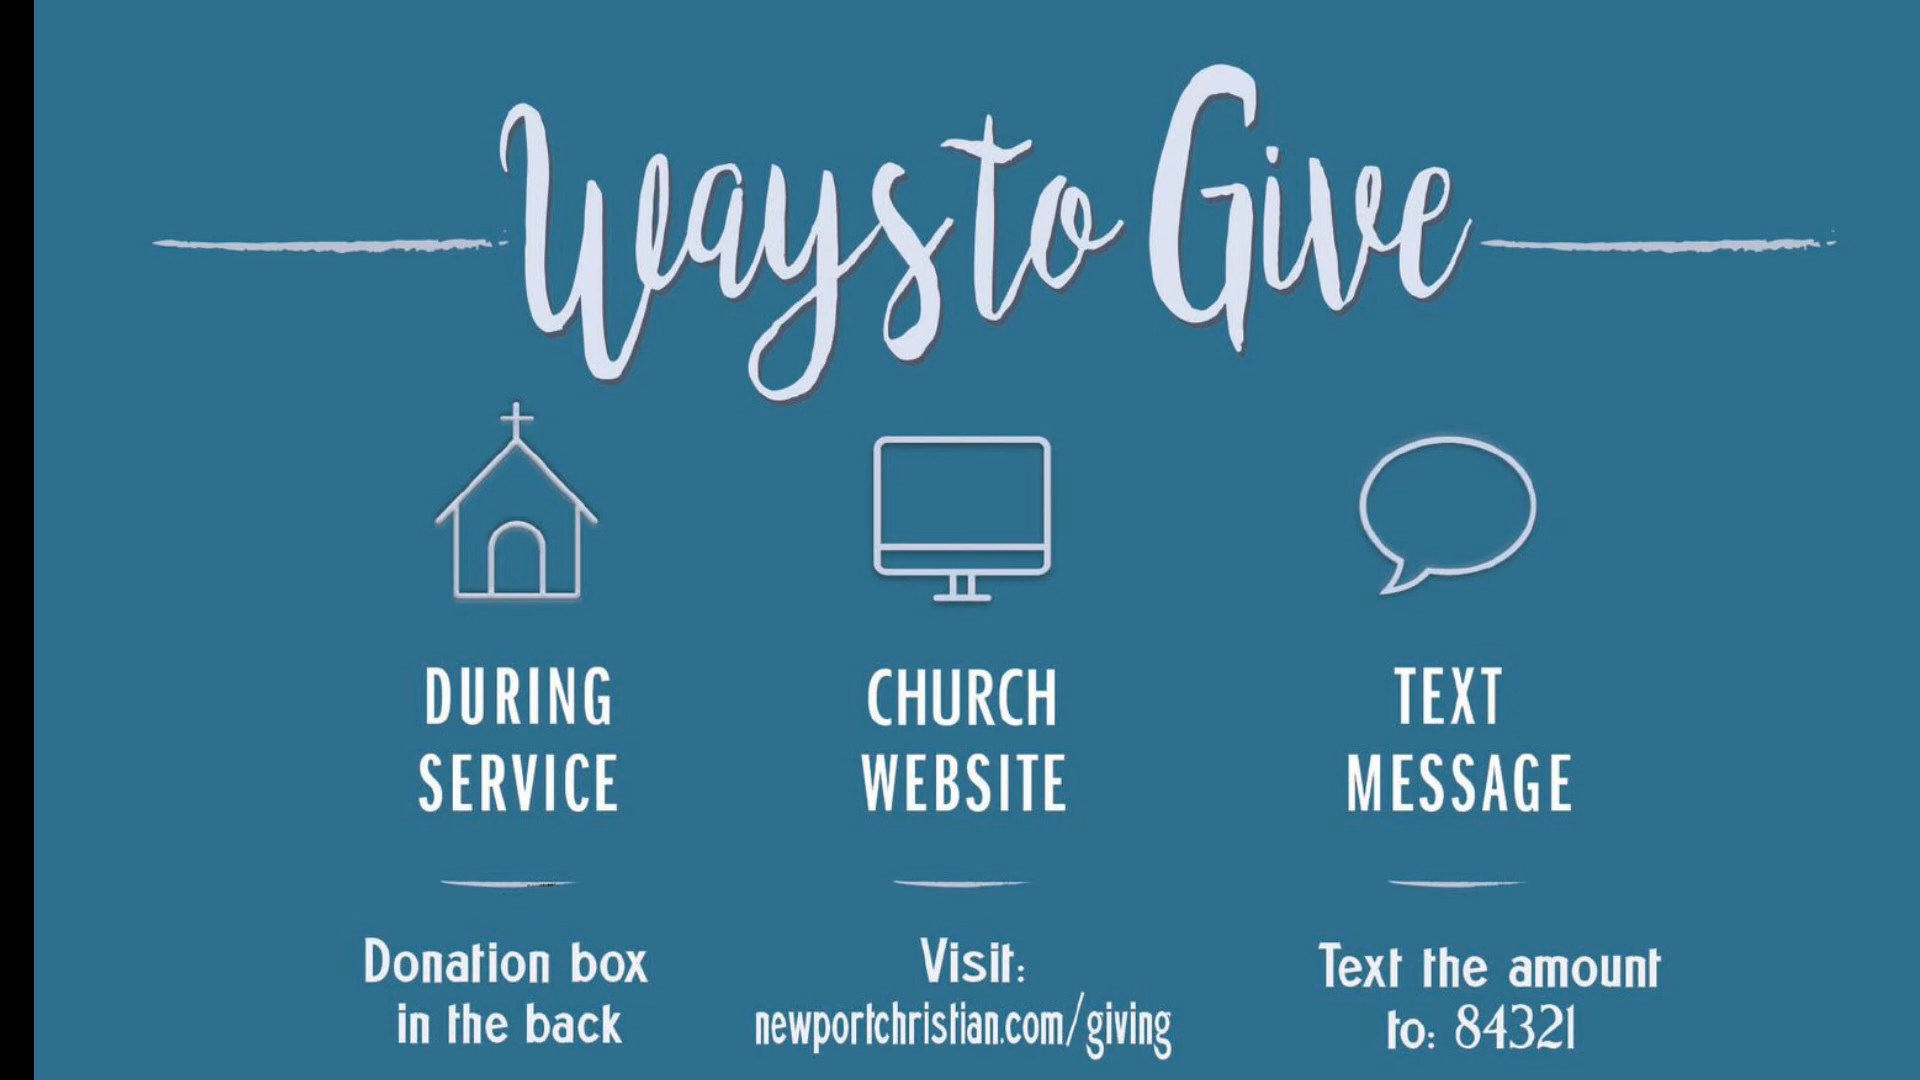 Ways to Give
DURING
SERVICE
Donation box
in the back
CHURCH
WEBSITE
Visit:
newportchristian.com/giving
TEXT
MESSAGE
Text the amount
to: 84321